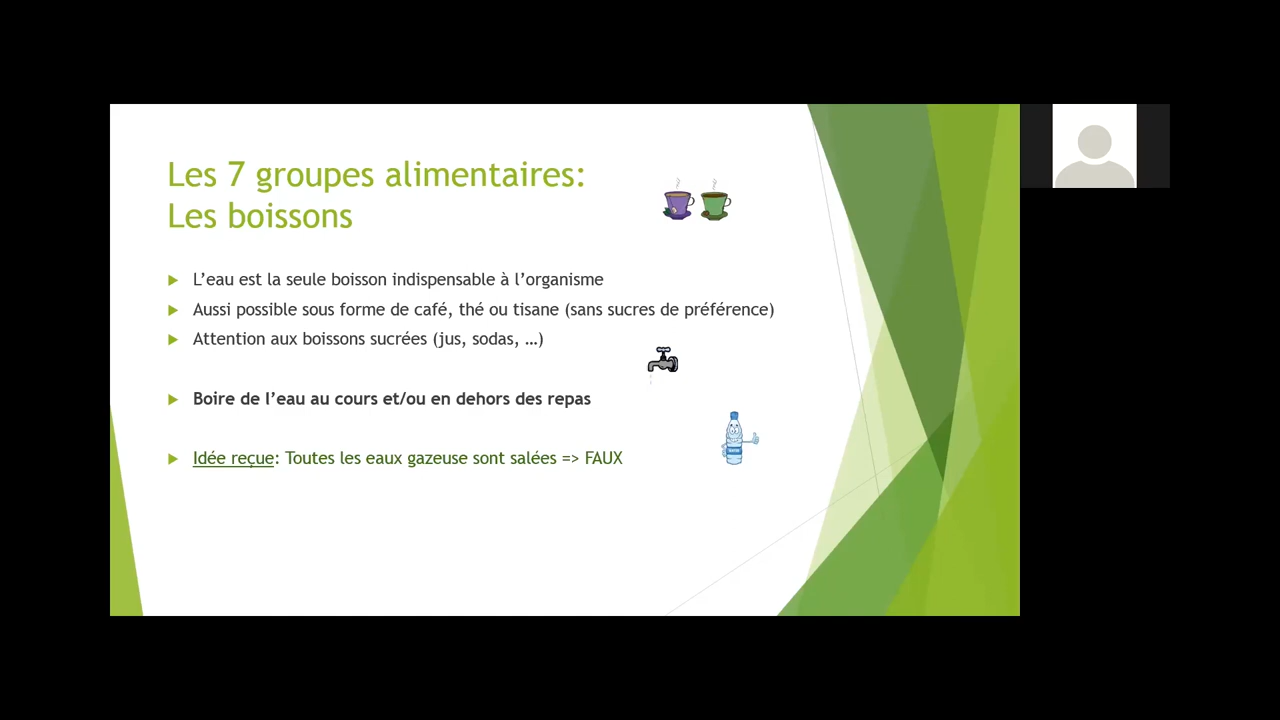 Les 7 groupes alimentaires:
Les boissons
L’eau est la seule boisson indispensable à l’organisme
Aussi possible sous forme de café, thé ou tisane (sans sucres de préférence)
Attention aux boissons sucrées (jus, sodas, …)
Boire de l’eau au cours et/ou en dehors des repas
Idée reçue: Toutes les eaux gazeuse sont salées => FAUX